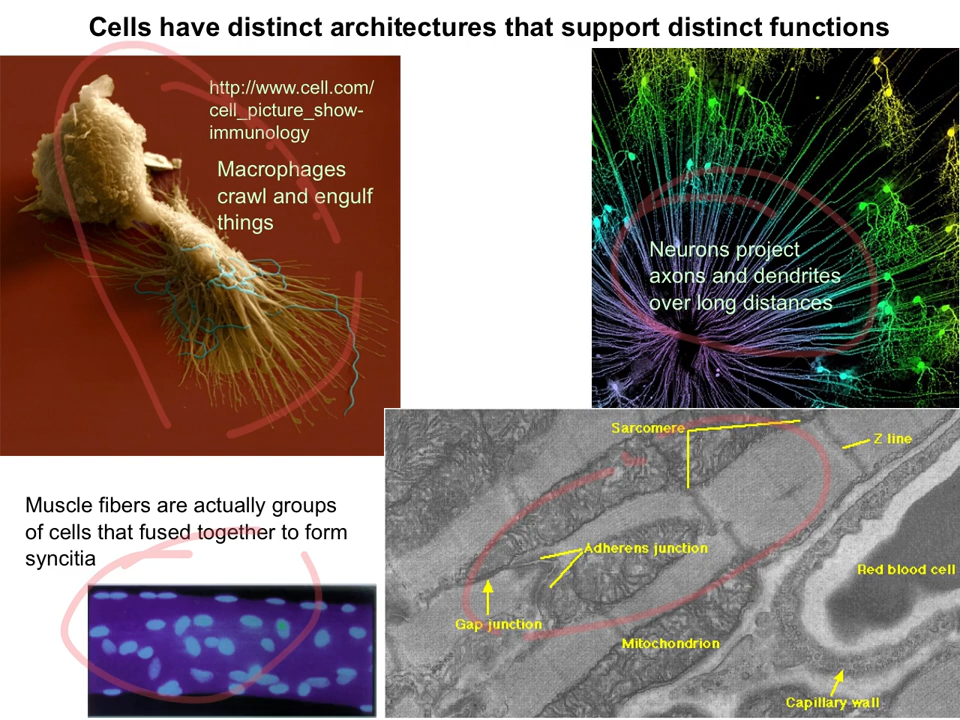 Cells have distinct architectures that support distinct functions
http://www.cell.com/
cell_picture_show-
immunology
Macrophages
crawl and engulf
things
Neurons project
axons and dendrites
over long distances
Muscle fibers are actually groups
of cells that fused together to form
syncitia
Sarcomere
Z line
Adherens junction
Red blood cell
Gap junction
Mitochondrion
Capillary wall